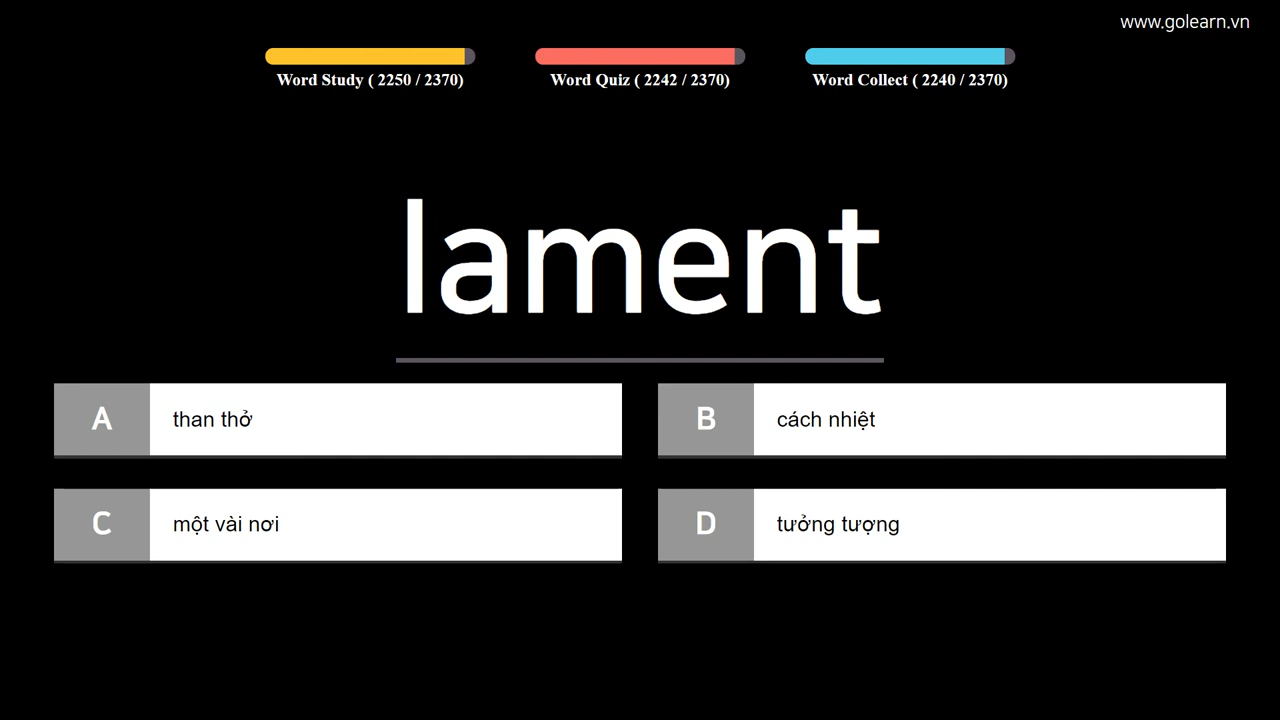 www.golearn.vn
Word Study ( 2250 / 2370)
Word Quiz ( 2242 / 2370)
Word Collect ( 2240 / 2370)
lament
A than thở
B cách nhiệt
C một vài nơi
D tưởng tượng